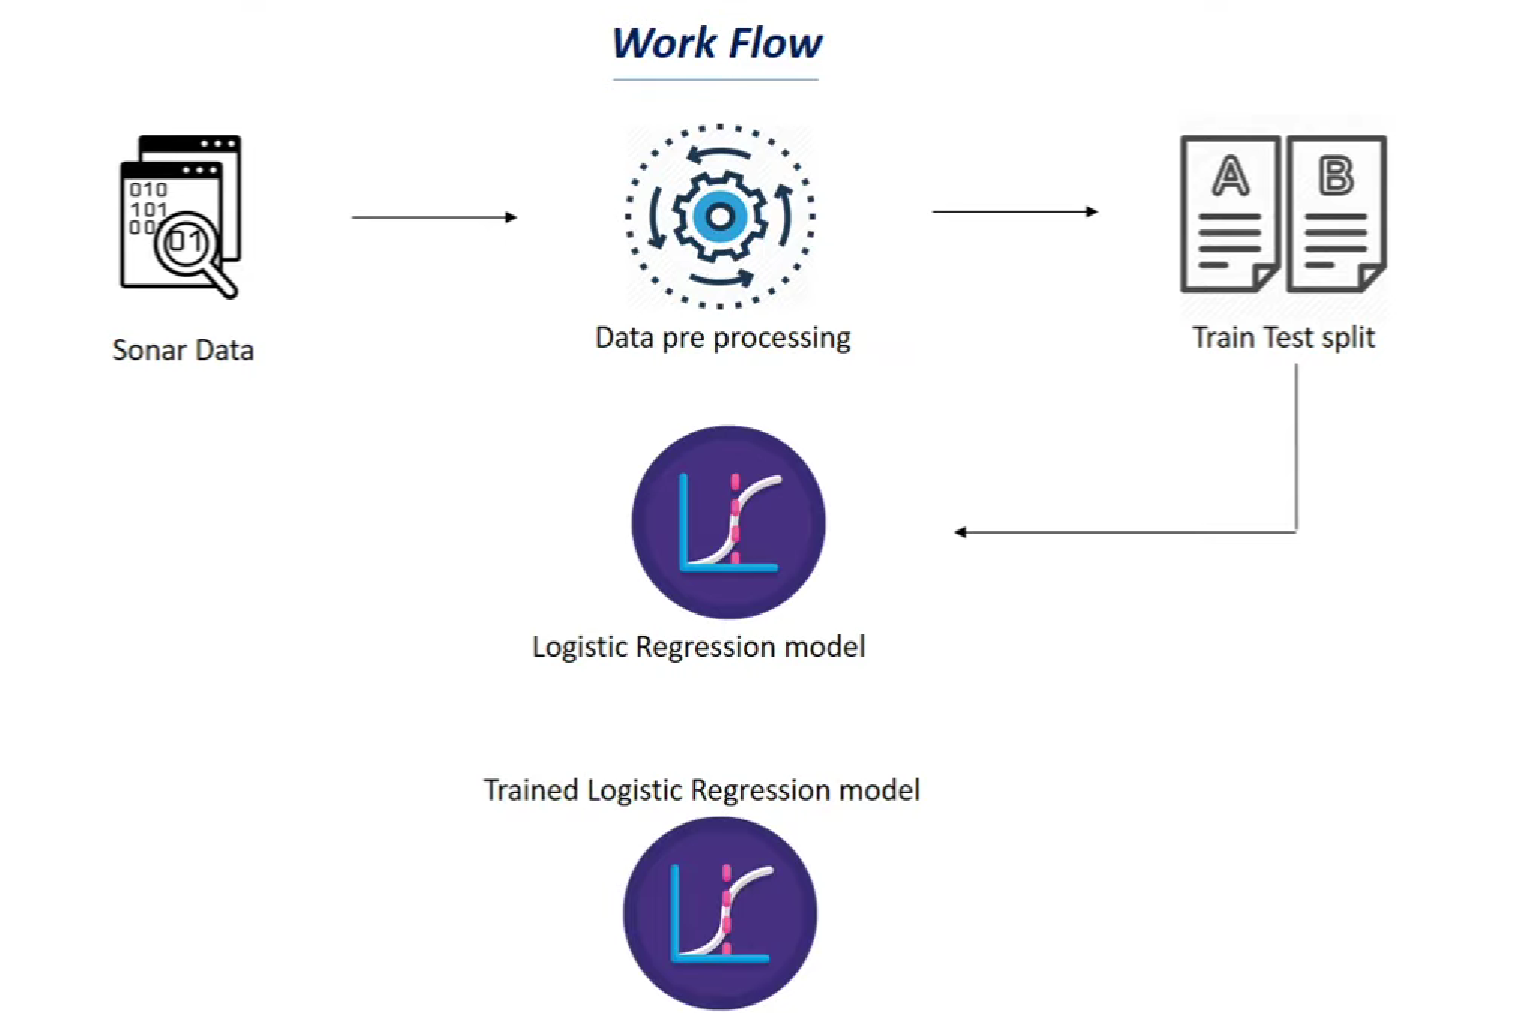 Work Flow
010
101
00
01
A
B
Sonar Data
Data pre processing
Train Test split
Logistic Regression model
Trained Logistic Regression model